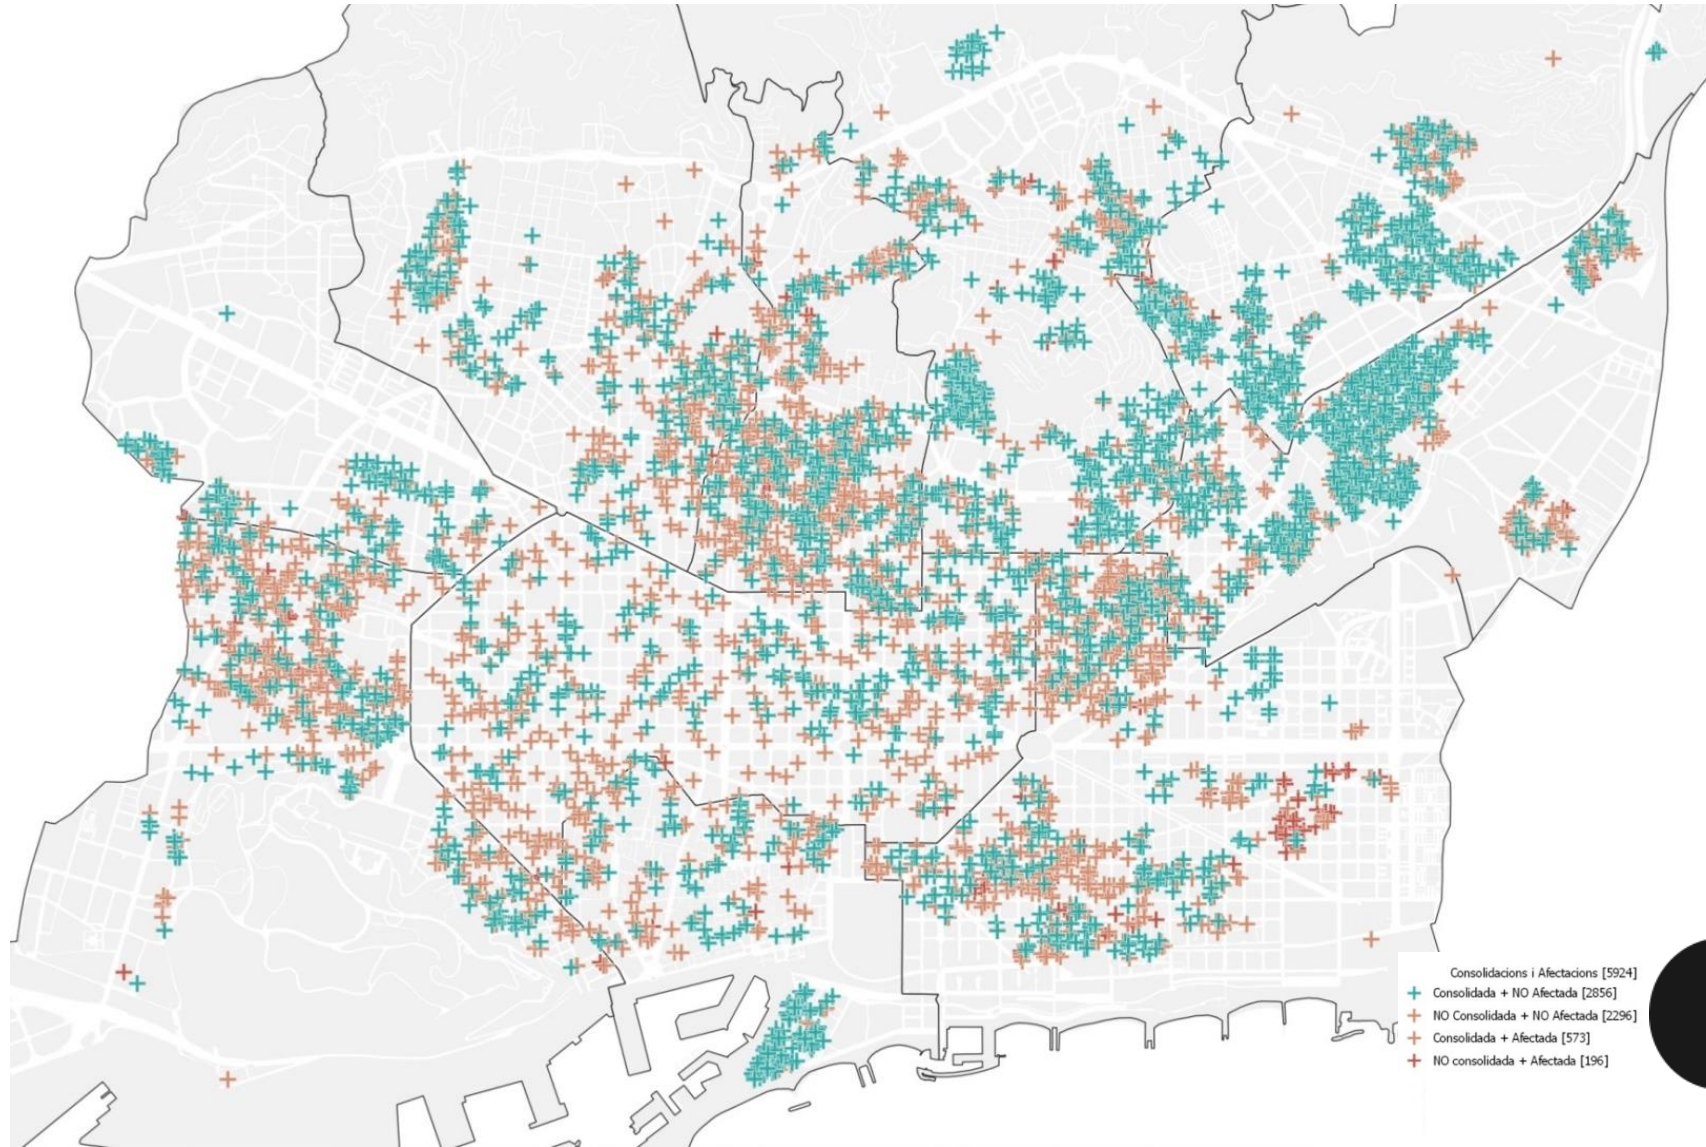 Consolidacions i Afectacions [5924]
Consolidada + NO Afectada [2856]
NO Consolidada + NO Afectada [2296]
Consolidada + Afectada [573]
NO consolidada + Afectada [196]